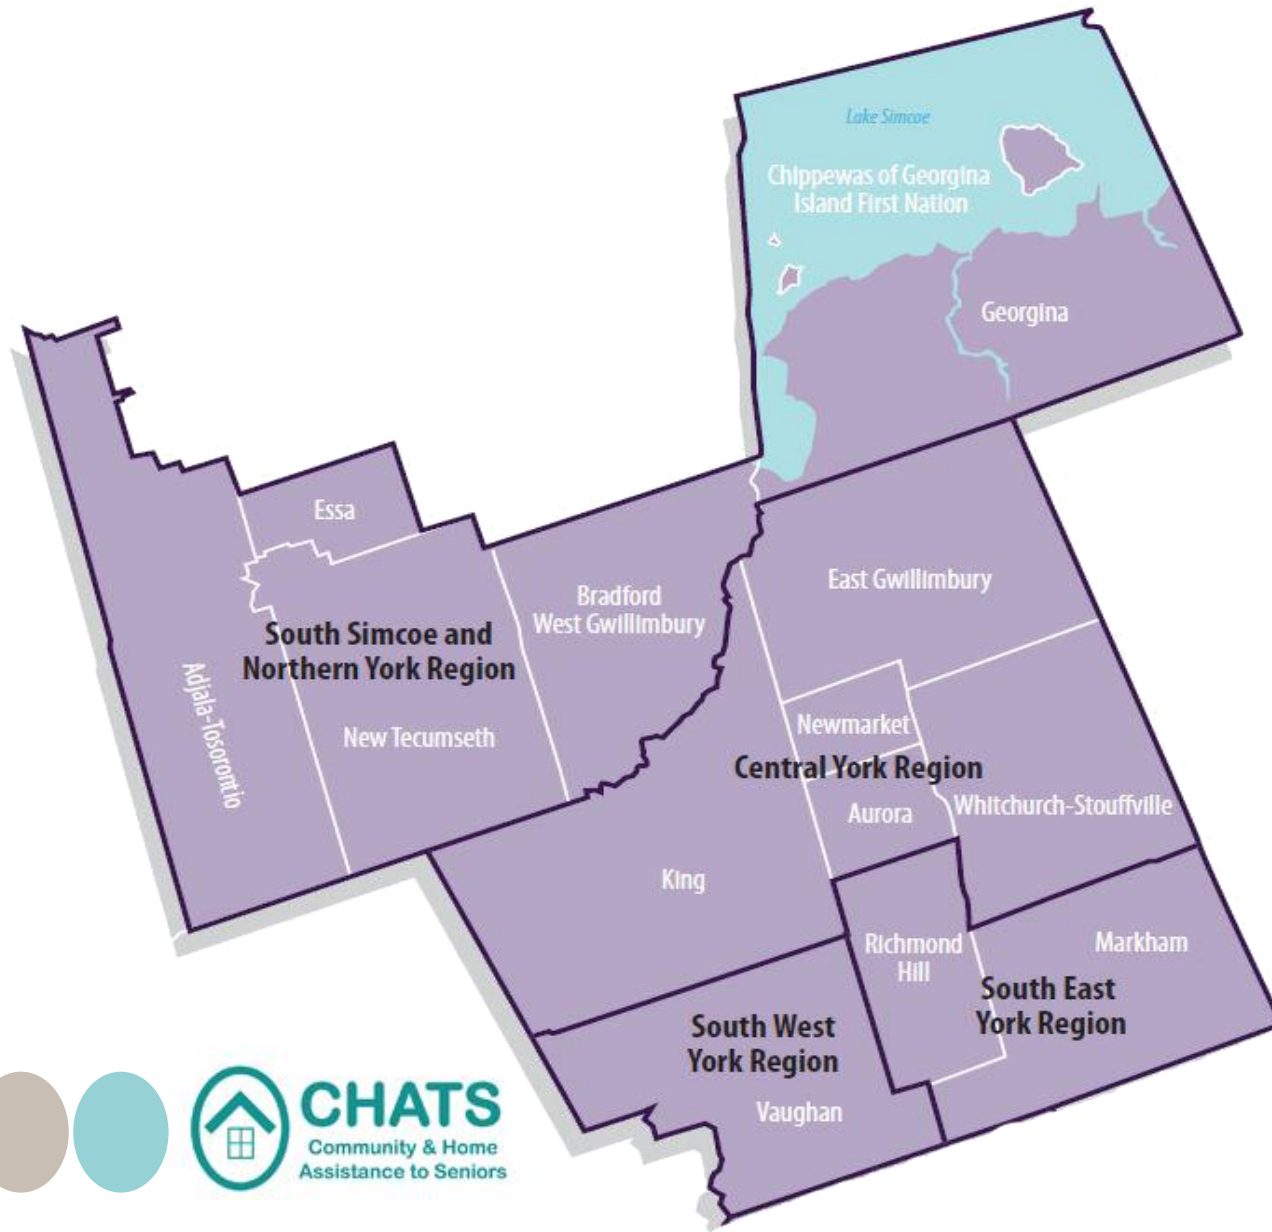 Lake Simcoe
Chippewas of Georgina
Island First Nation
Georgina
Essa
Bradford
West Gwillimbury
East Gwillimbury
South Simcoe and
Northern York Region
Adjala-Tosorontio
New Tecumseth
Newmarket
Central York Region
Aurora
Whitchurch-Stouffville
King
Richmond
Hill
Markham
South East
York Region
South West
York Region
Vaughan
CHATS
Community & Home
Assistance to Seniors